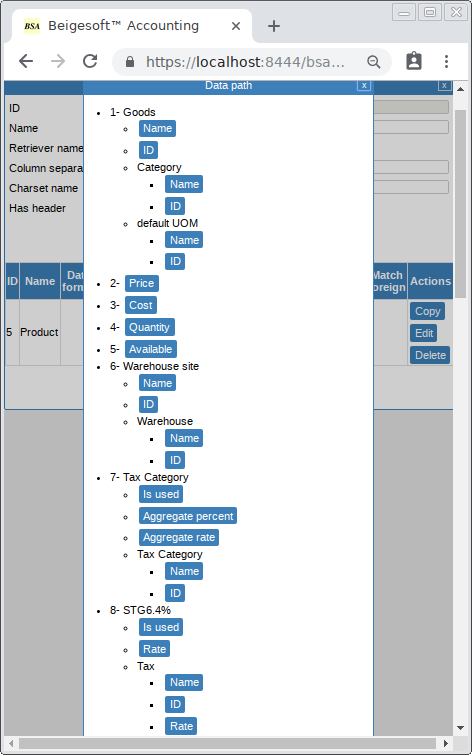 BSA Beigesoft™ Accounting
https://localhost:8444/bsa...
Data path
x
x
ID
Name
Retriever name
Column separa
Charset name
Has header
ID Name Dat form Match oreign Actions
5 Product
Copy
Edit
Delete
1- Goods
Name
ID
Category
Name
ID
default UOM
Name
ID
2- Price
3- Cost
4- Quantity
5- Available
6- Warehouse site
Name
ID
Warehouse
Name
ID
7- Tax Category
Is used
Aggregate percent
Aggregate rate
Tax Category
Name
ID
8- STG6.4%
Is used
Rate
Tax
Name
ID
Rate